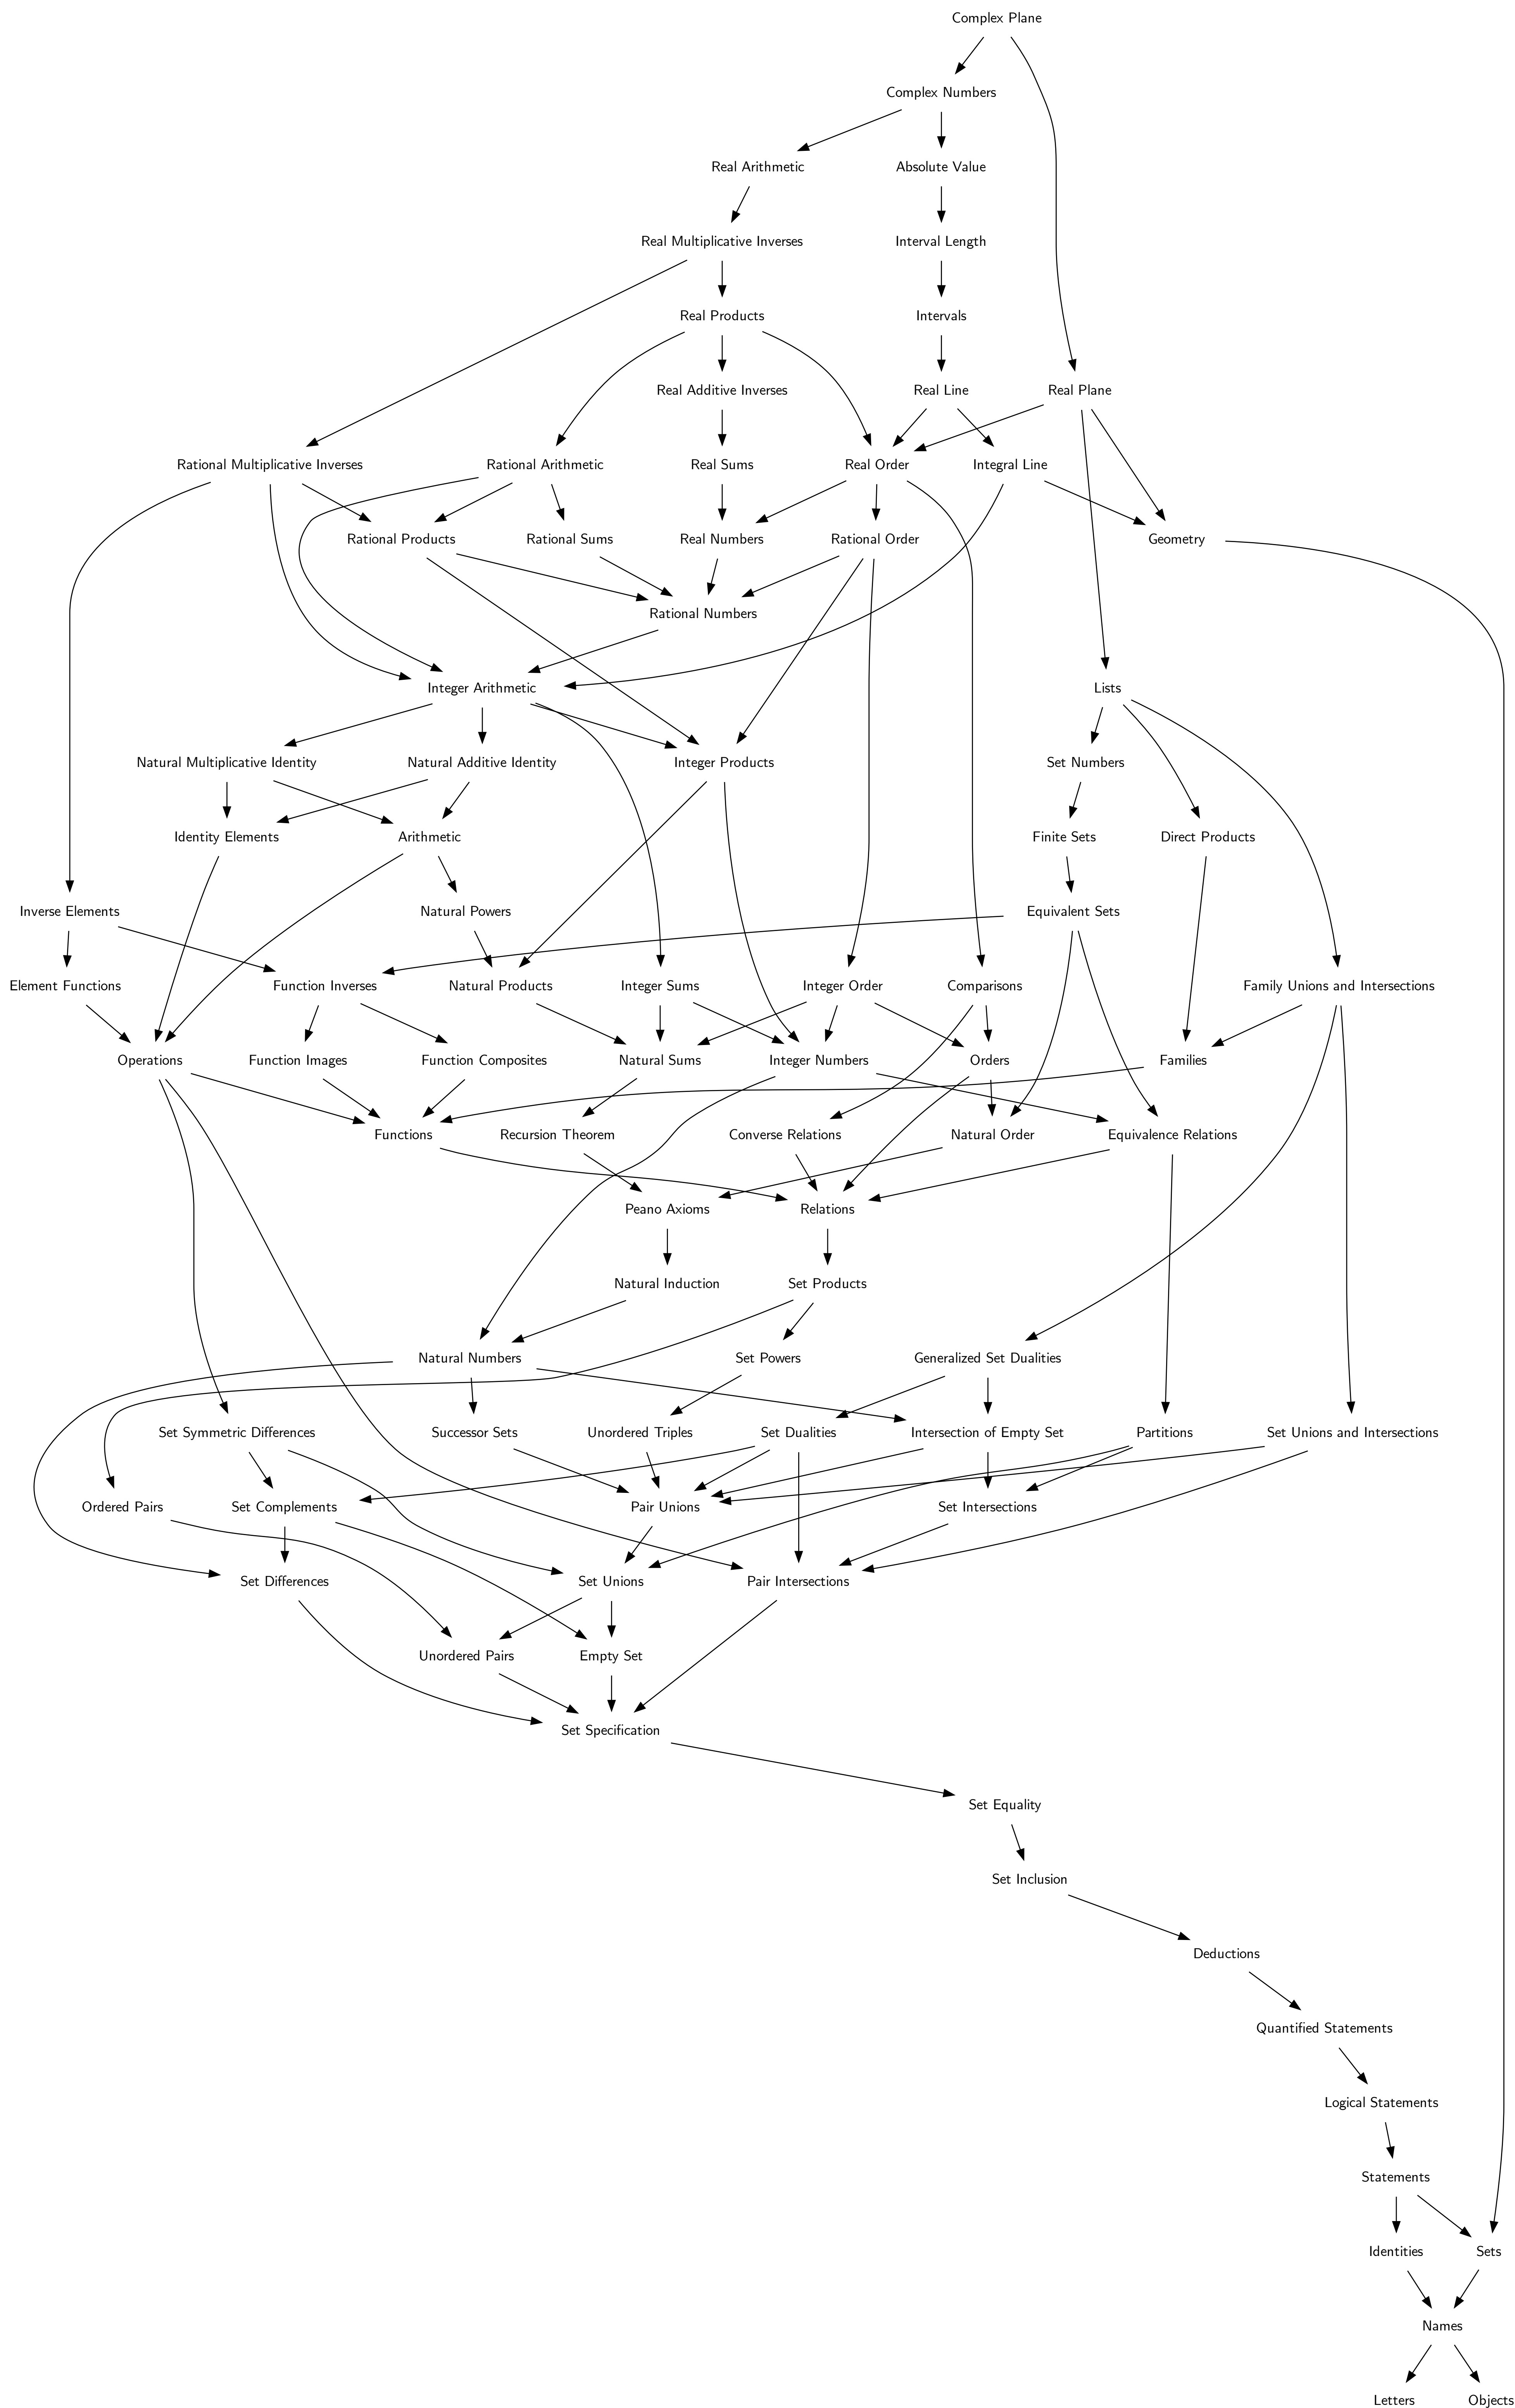 Complex Plane
Complex Numbers
Real Arithmetic
Absolute Value
Real Multiplicative Inverses
Interval Length
Real Products
Intervals
Real Additive Inverses
Real Line
Real Plane
Rational Multiplicative Inverses
Rational Arithmetic
Real Sums
Real Order
Integral Line
Rational Products
Rational Sums
Real Numbers
Rational Order
Geometry
Rational Numbers
Integer Arithmetic
Lists
Natural Multiplicative Identity
Natural Additive Identity
Integer Products
Set Numbers
Identity Elements
Arithmetic
Finite Sets
Direct Products
Inverse Elements
Natural Powers
Equivalent Sets
Element Functions
Function Inverses
Natural Products
Integer Sums
Integer Order
Comparisons
Family Unions and Intersections
Operations
Function Images
Function Composites
Natural Sums
Integer Numbers
Orders
Families
Functions
Recursion Theorem
Converse Relations
Natural Order
Equivalence Relations
Peano Axioms
Relations
Natural Induction
Set Products
Natural Numbers
Set Powers
Generalized Set Dualities
Set Symmetric Differences
Successor Sets
Unordered Triples
Set Dualities
Intersection of Empty Set
Partitions
Set Unions and Intersections
Ordered Pairs
Set Complements
Pair Unions
Set Intersections
Set Differences
Set Unions
Pair Intersections
Unordered Pairs
Empty Set
Set Specification
Set Equality
Set Inclusion
Deductions
Quantified Statements
Logical Statements
Statements
Identities
Sets
Names
Letters
Objects